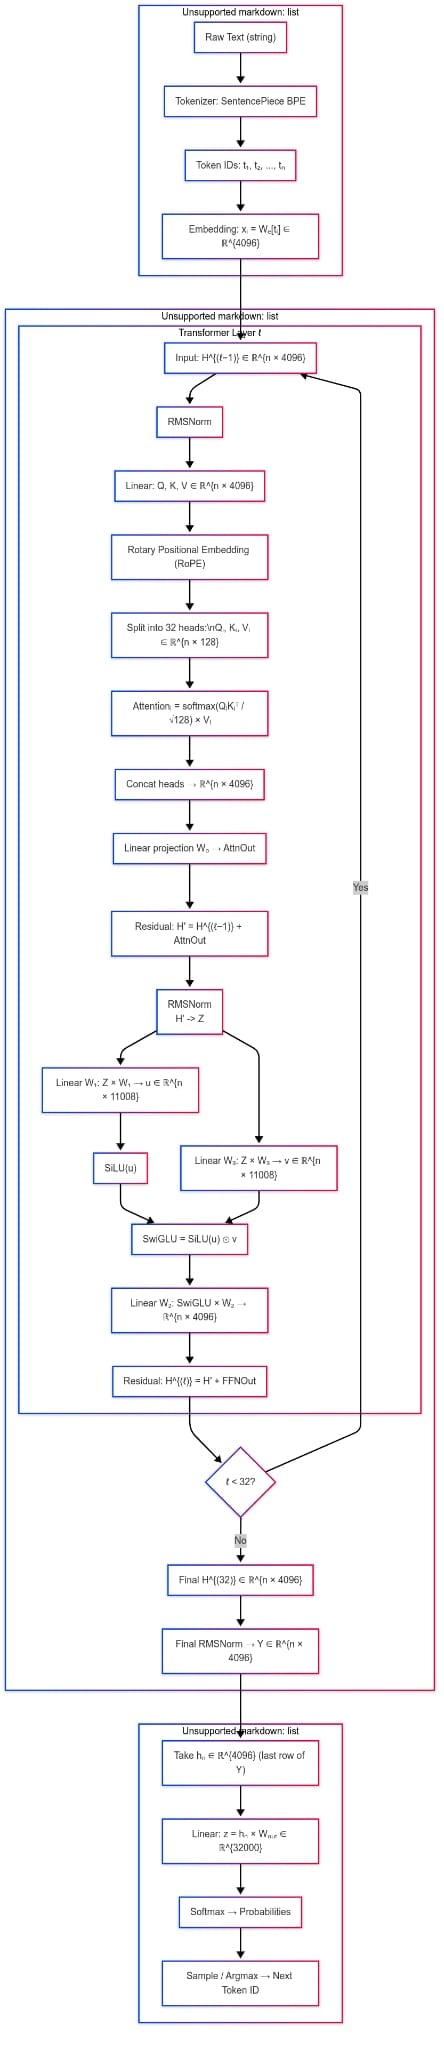 Unsupported markdown: list
Raw Text (string)
Tokenizer: SentencePiece BPE
Token IDs: t₁, t₂, ..., tₙ
Embedding: xᵢ = Wₑ[tᵢ] ∈
ℝ^{4096}
Unsupported markdown: list
Transformer Layer ℓ
Input: H^{(ℓ−1)} ∈ ℝ^{n × 4096}
RMSNorm
Linear: Q, K, V ∈ ℝ^{n × 4096}
Rotary Positional Embedding
(RoPE)
Split into 32 heads:\nQᵢ, Kᵢ, Vᵢ
∈ ℝ^{n × 128}
Attentionᵢ = softmax(QᵢKᵢᵀ /
√128) × Vᵢ
Concat heads → ℝ^{n × 4096}
Linear projection Wₒ → AttnOut
Residual: H' = H^{(ℓ−1)} +
AttnOut
RMSNorm
H' -> Z
Linear W₁: Z × W₁ → u ∈ ℝ^{n
× 11008}
Linear W₃: Z × W₃ → v ∈ ℝ^{n
× 11008}
SiLU(u)
SwiGLU = SiLU(u) ⊙ v
Linear W₂: SwiGLU × W₂ →
ℝ^{n × 4096}
Residual: H^{(ℓ)} = H' + FFNOut
Yes
ℓ < 32?
No
Final H^{(32)} ∈ ℝ^{n × 4096}
Final RMSNorm → Y ∈ ℝ^{n ×
4096}
Unsupported markdown: list
Take hₙ ∈ ℝ^{4096} (last row of
Y)
Linear: z = hₙ × Wₒᵤₜ ∈
ℝ^{32000}
Softmax → Probabilities
Sample / Argmax → Next
Token ID